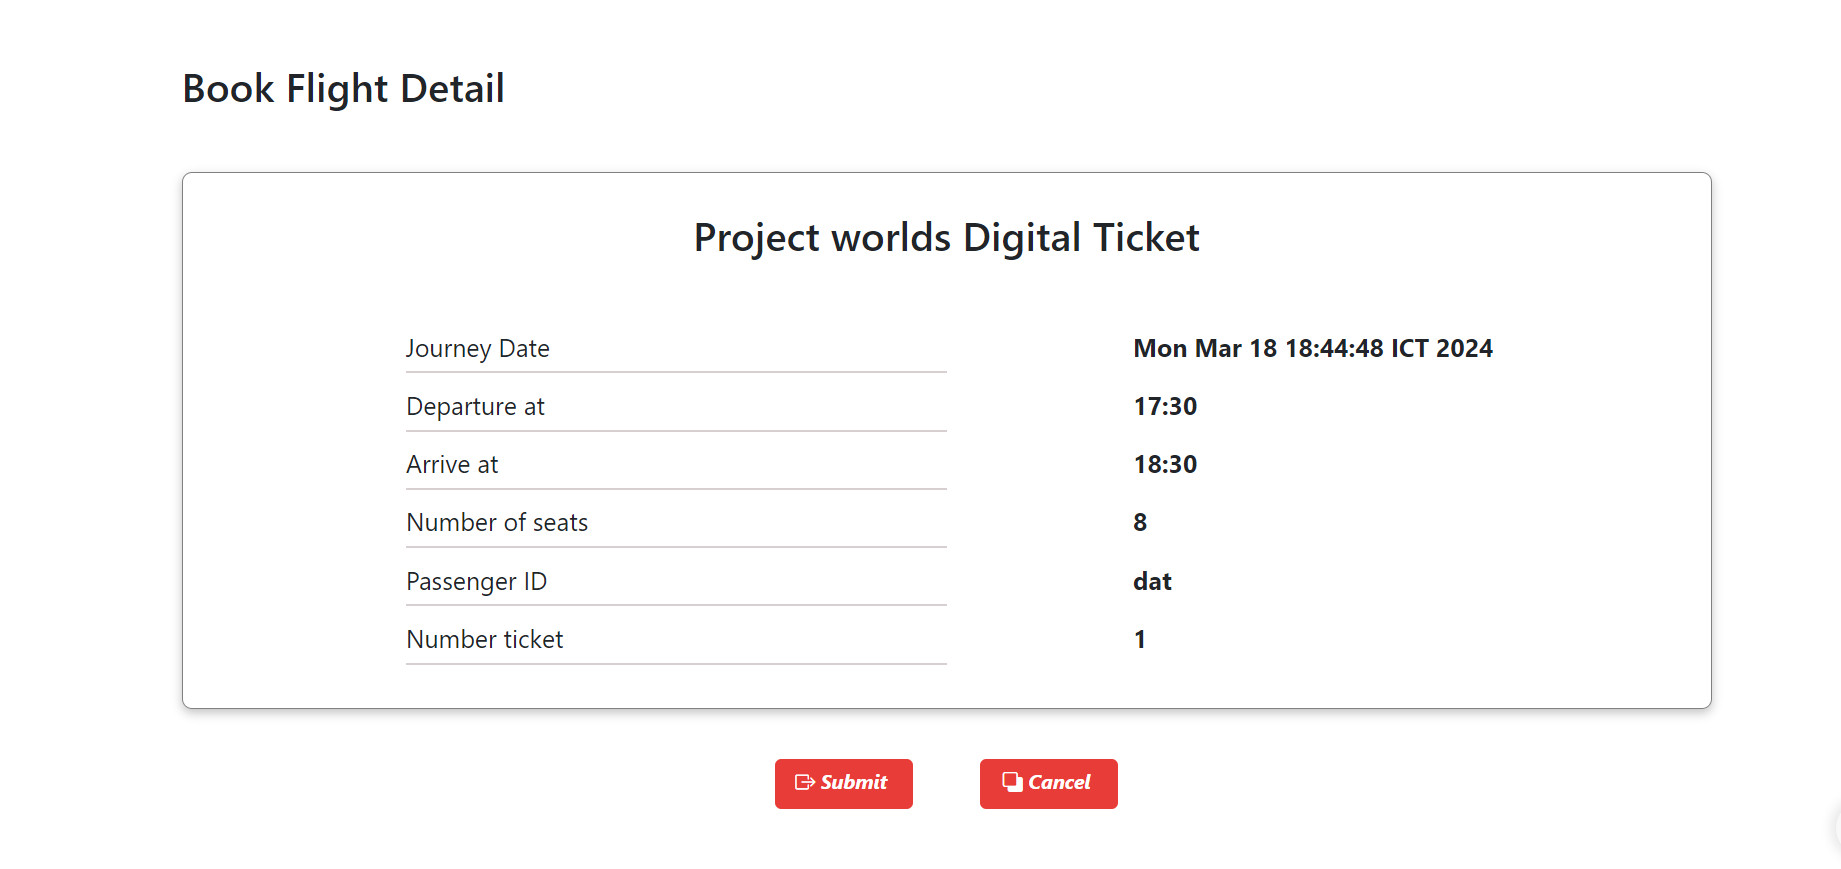 Book Flight Detail
Project worlds Digital Ticket
Journey Date Mon Mar 18 18:44:48 ICT 2024
Departure at 17:30
Arrive at 18:30
Number of seats 8
Passenger ID dat
Number ticket 1
Submit Cancel